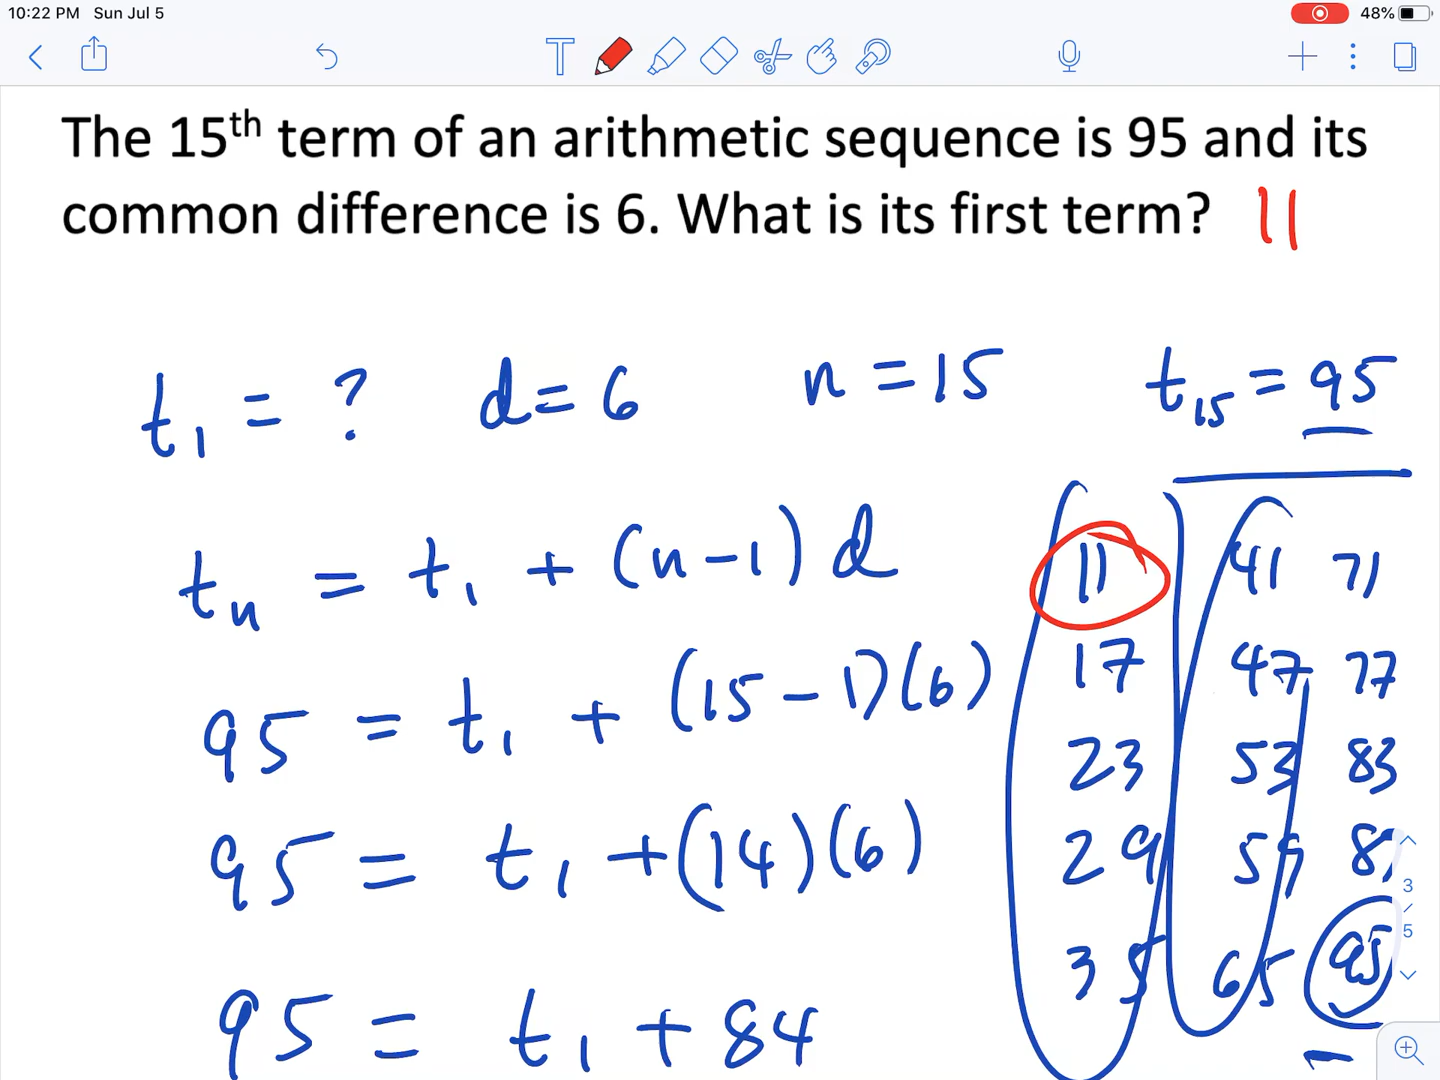 10:22 PM Sun Jul 5 48%
T
The 15th term of an arithmetic sequence is 95 and its
common difference is 6. What is its first term? 11
t1 = ? d = 6 n = 15 t15 = 95
tn = t1 + (n-1) d
95 = t1 + (15 - 1)(6)
95 = t1 + (14)(6)
95 = t1 + 84
11 41 71
17 47 77
23 53 83
29 59
35 65 95
3
5